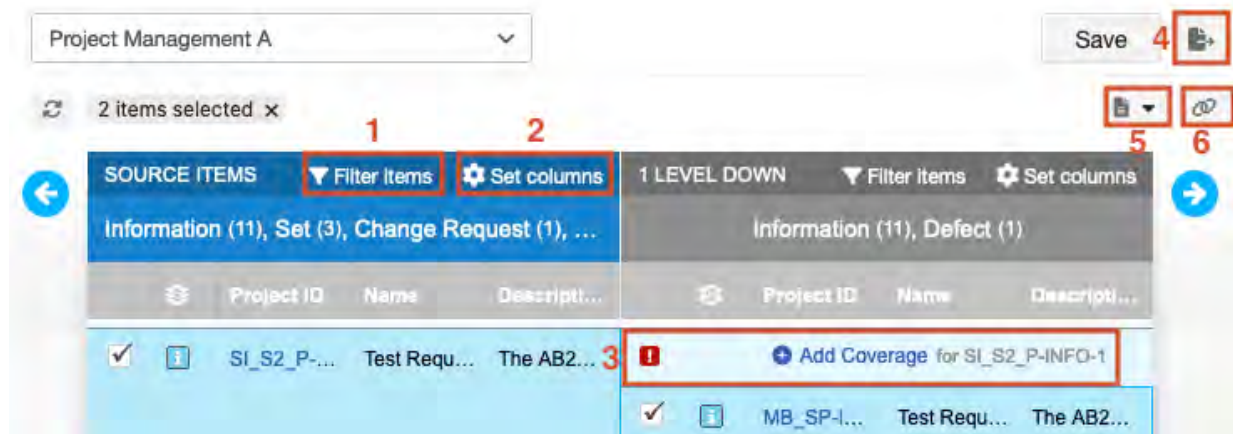 Project Management A
Save 4
2 items selected ×
1 2 5 6
SOURCE ITEMS Filter items Set columns 1 LEVEL DOWN Filter items Set columns
Information (11), Set (3), Change Request (1), ... Information (11), Defect (1)
Project ID Name Descripti... Project ID Name Descripti...
SI_S2_P-... Test Requ... The AB2... 3 Add Coverage for SI_S2_P-INFO-1
MB_SP-I... Test Requ... The AB2...